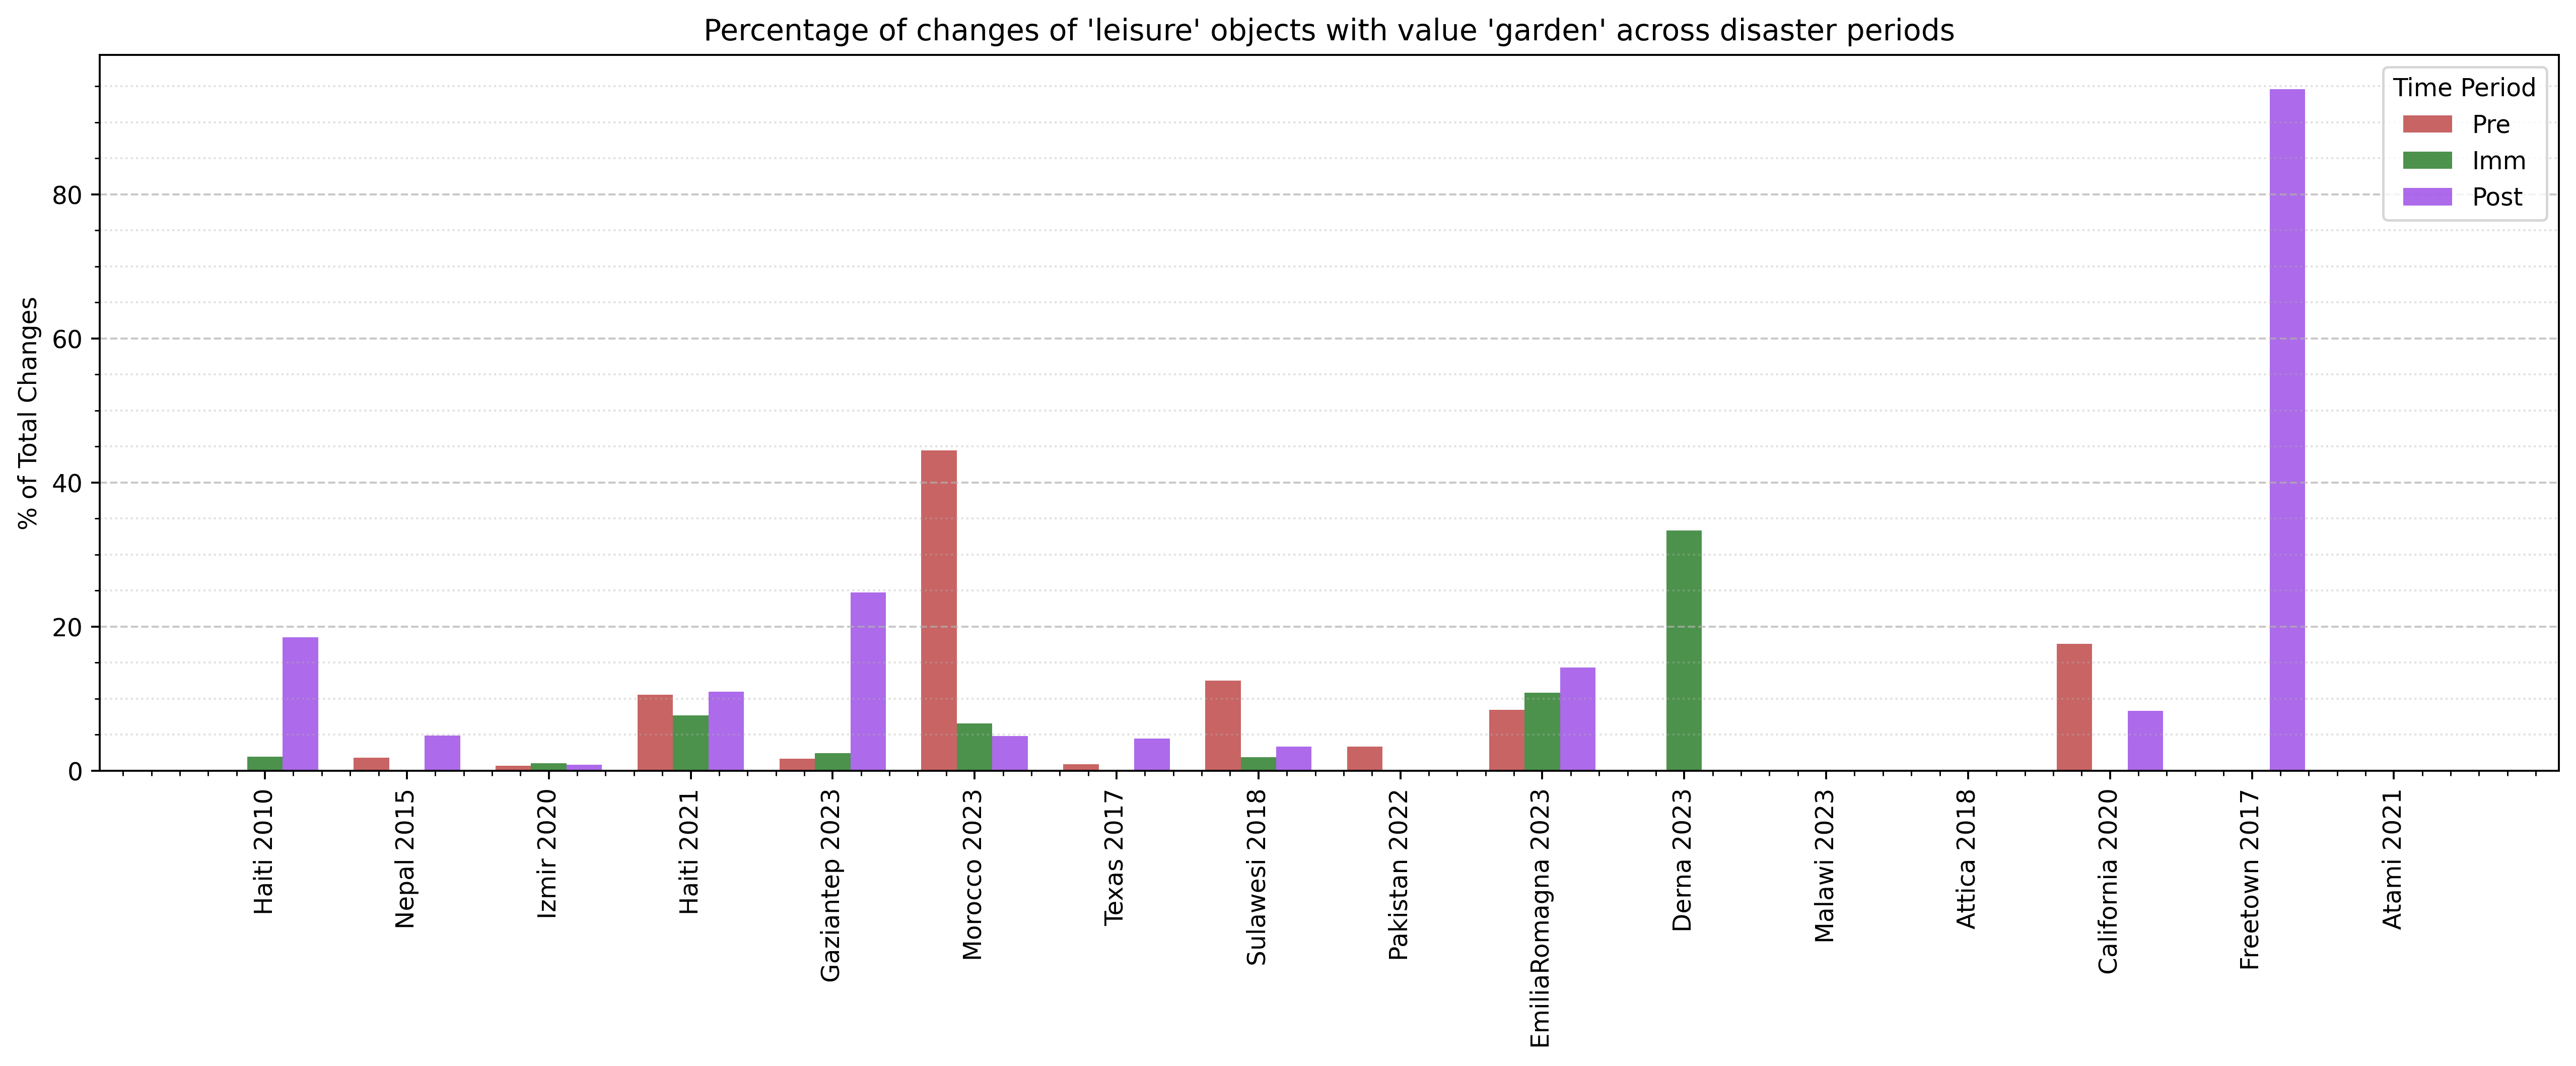 Percentage of changes of 'leisure' objects with value 'garden' across disaster periods
% of Total Changes
80
60
40
20
0
Time Period
Pre
Imm
Post
Haiti 2010
Nepal 2015
Izmir 2020
Haiti 2021
Gaziantep 2023
Morocco 2023
Texas 2017
Sulawesi 2018
Pakistan 2022
EmiliaRomagna 2023
Derna 2023
Malawi 2023
Attica 2018
California 2020
Freetown 2017
Atami 2021